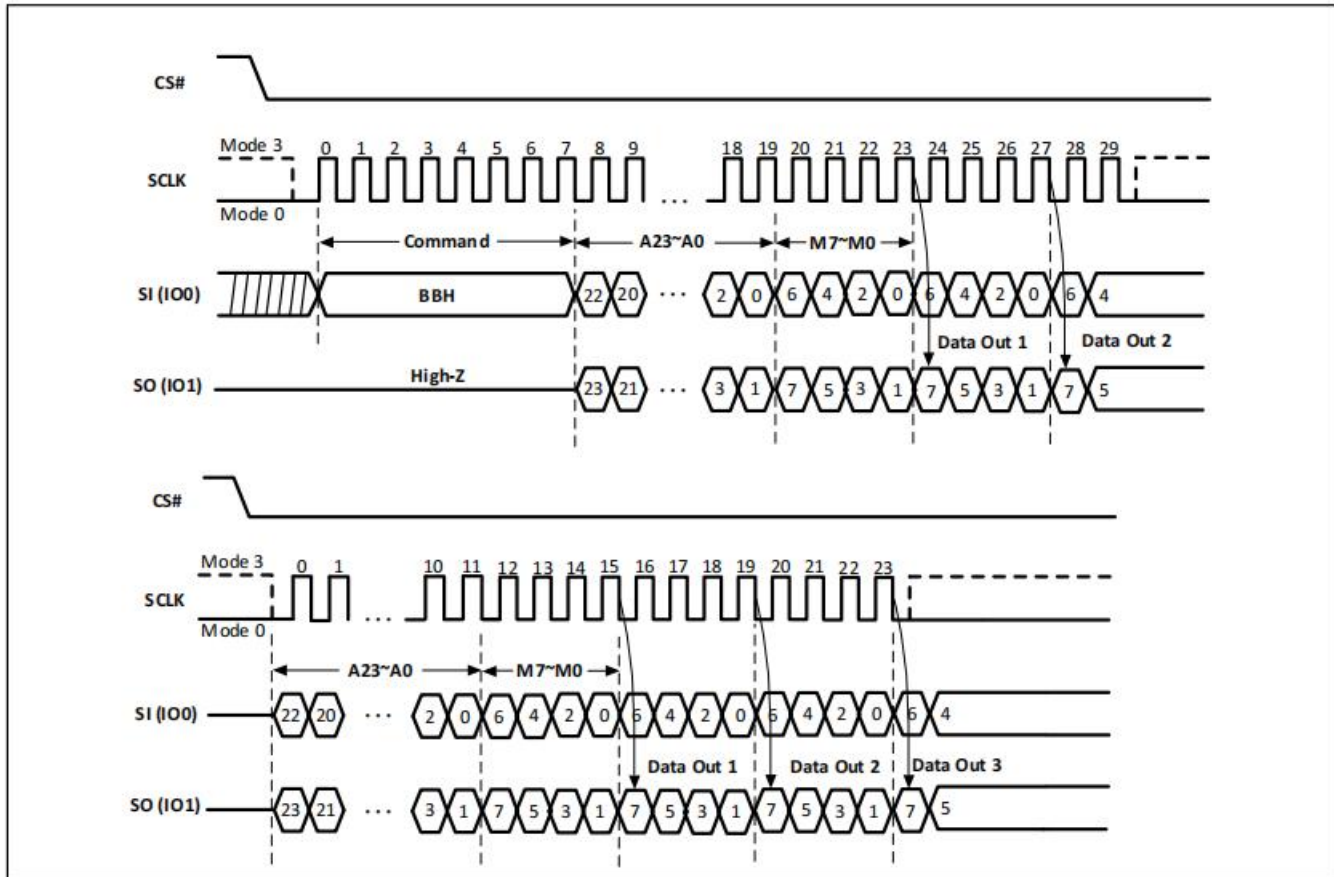 CS#
Mode 3
0 1 2 3 4 5 6 7 8 9 18 19 20 21 22 23 24 25 26 27 28 29
SCLK
...
Mode 0
Command A23~A0 M7~M0
SI (IO0) BBH 22 20 ... 2 0 6 4 2 0 6 4 2 0 6 4
Data Out 1 Data Out 2
SO (IO1) High-Z 23 21 ... 3 1 7 5 3 1 7 5 3 1 7 5
CS#
Mode 3
0 1 10 11 12 13 14 15 16 17 18 19 20 21 22 23
SCLK
...
Mode 0
A23~A0 M7~M0
SI (IO0) 22 20 ... 2 0 6 4 2 0 6 4 2 0 6 4 2 0 6 4
Data Out 1 Data Out 2 Data Out 3
SO (IO1) 23 21 ... 3 1 7 5 3 1 7 5 3 1 7 5 3 1 7 5